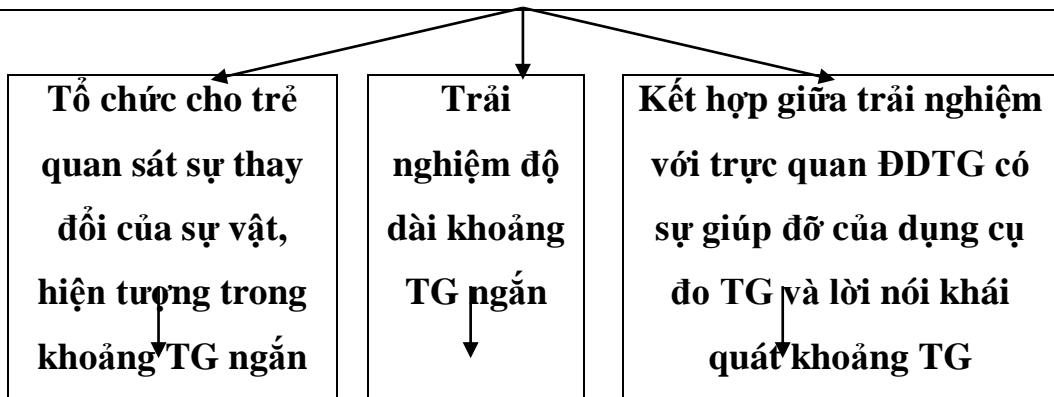 Tổ chức cho trẻ
quan sát sự thay
đổi của sự vật,
hiện tượng trong
khoảng TG ngắn
Trải
nghiệm độ
dài khoảng
TG ngắn
Kết hợp giữa trải nghiệm
với trực quan ĐDTG có
sự giúp đỡ của dụng cụ
đo TG và lời nói khái
quát khoảng TG